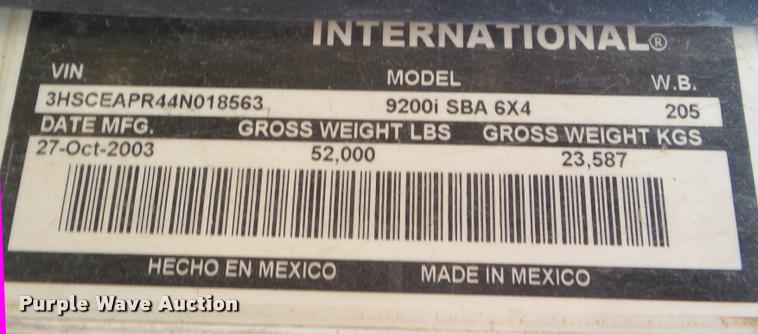 INTERNATIONAL®
VIN MODEL W.B.
3HSCEAPR44N018563 9200i SBA 6X4 205
DATE MFG. GROSS WEIGHT LBS GROSS WEIGHT KGS
27-Oct-2003 52,000 23,587
HECHO EN MEXICO MADE IN MEXICO
Purple Wave Auction